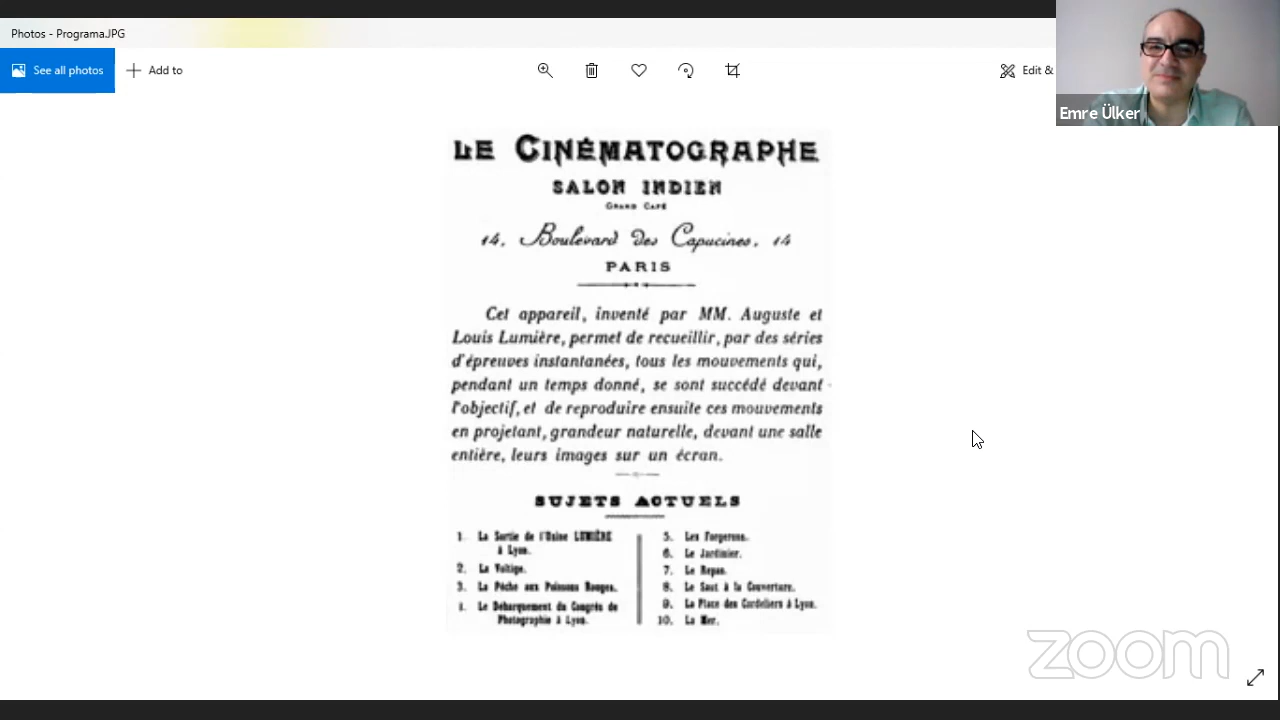 Photos - Programa.JPG
See all photos
Add to
Edit &
Emre Ülker
LE CINÉMATOGRAPHE
SALON INDIEN
GRAND CAFÉ
14, Boulevard des Capucines, 14
PARIS
Cet appareil, inventé par MM. Auguste et
Louis Lumière, permet de recueillir, par des séries
d'épreuves instantanées, tous les mouvements qui,
pendant un temps donné, se sont succédé devant
l'objectif, et de reproduire ensuite ces mouvements
en projetant, grandeur naturelle, devant une salle
entière, leurs images sur un écran.
SUJETS ACTUELS
1. La Sortie de l'Usine LUMIÈRE
à Lyon.
2. La Voltige.
3. La Pêche aux Poissons Rouges.
4. Le Débarquement du Congrès de
Photographie à Lyon.
5. Les Forgerons.
6. Le Jardinier.
7. Le Repas.
8. Le Saut à la Couverture.
9. La Place des Cordeliers à Lyon.
10. La Mer.
zoom